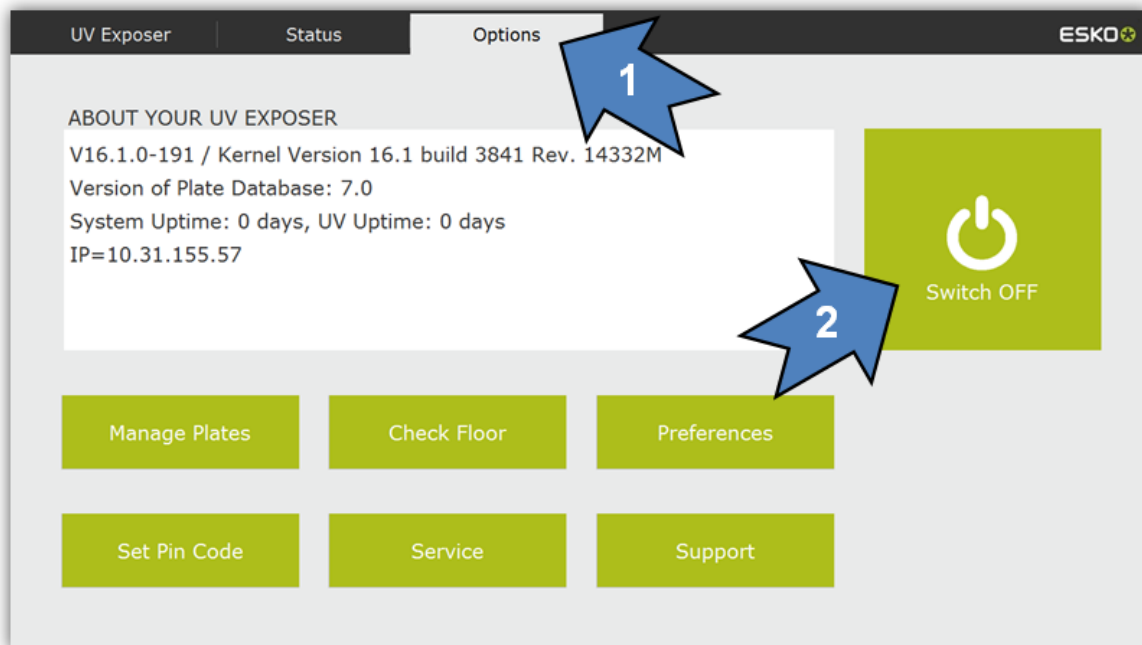 UV Exposer Status Options ESKO
1
ABOUT YOUR UV EXPOSER
V16.1.0-191 / Kernel Version 16.1 build 3841 Rev. 14332M
Version of Plate Database: 7.0
System Uptime: 0 days, UV Uptime: 0 days
IP=10.31.155.57
Switch OFF
2
Manage Plates Check Floor Preferences
Set Pin Code Service Support